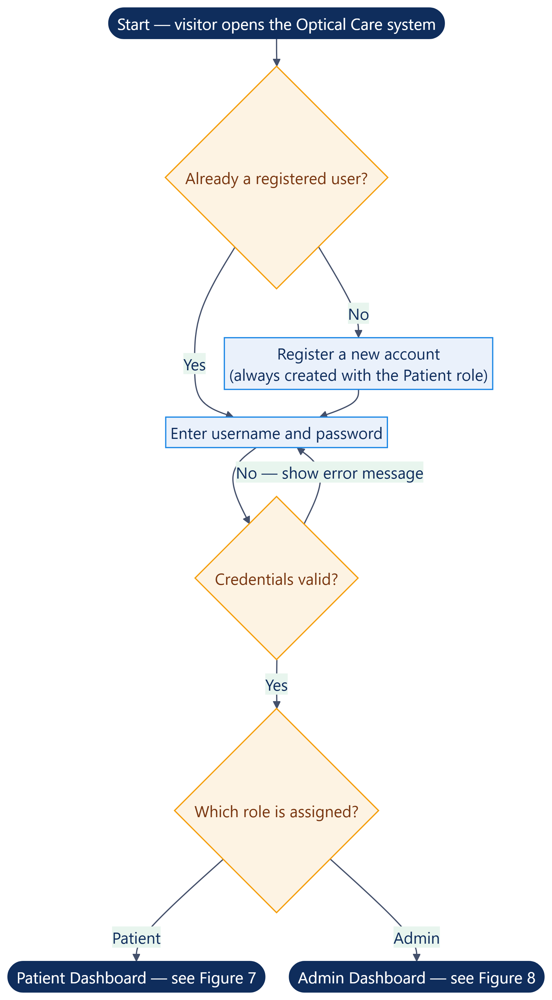 Start — visitor opens the Optical Care system
Already a registered user?
No
Register a new account
(always created with the Patient role)
Yes
Enter username and password
No — show error message
Credentials valid?
Yes
Which role is assigned?
Patient
Admin
Patient Dashboard — see Figure 7
Admin Dashboard — see Figure 8